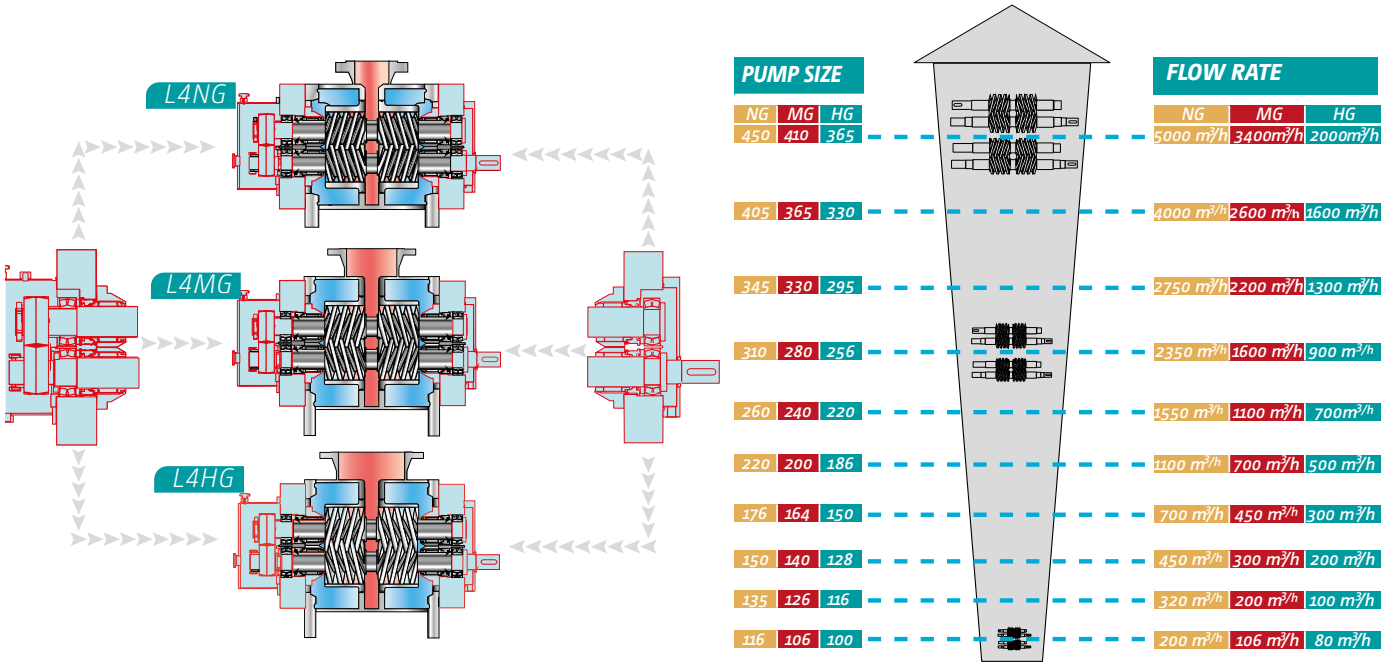 L4NG
L4MG
L4HG
PUMP SIZE
NG MG HG
450 410 365
405 365 330
345 330 295
310 280 256
260 240 220
220 200 186
176 164 150
150 140 128
135 126 116
116 106 100
FLOW RATE
NG MG HG
5000 m³/h 3400m³/h 2000m³/h
4000 m³/h 2600 m³/h 1600 m³/h
2750 m³/h 2200 m³/h 1300 m³/h
2350 m³/h 1600 m³/h 900 m³/h
1550 m³/h 1100 m³/h 700m³/h
1100 m³/h 700 m³/h 500 m³/h
700 m³/h 450 m³/h 300 m³/h
450 m³/h 300 m³/h 200 m³/h
320 m³/h 200 m³/h 100 m³/h
200 m³/h 106 m³/h 80 m³/h